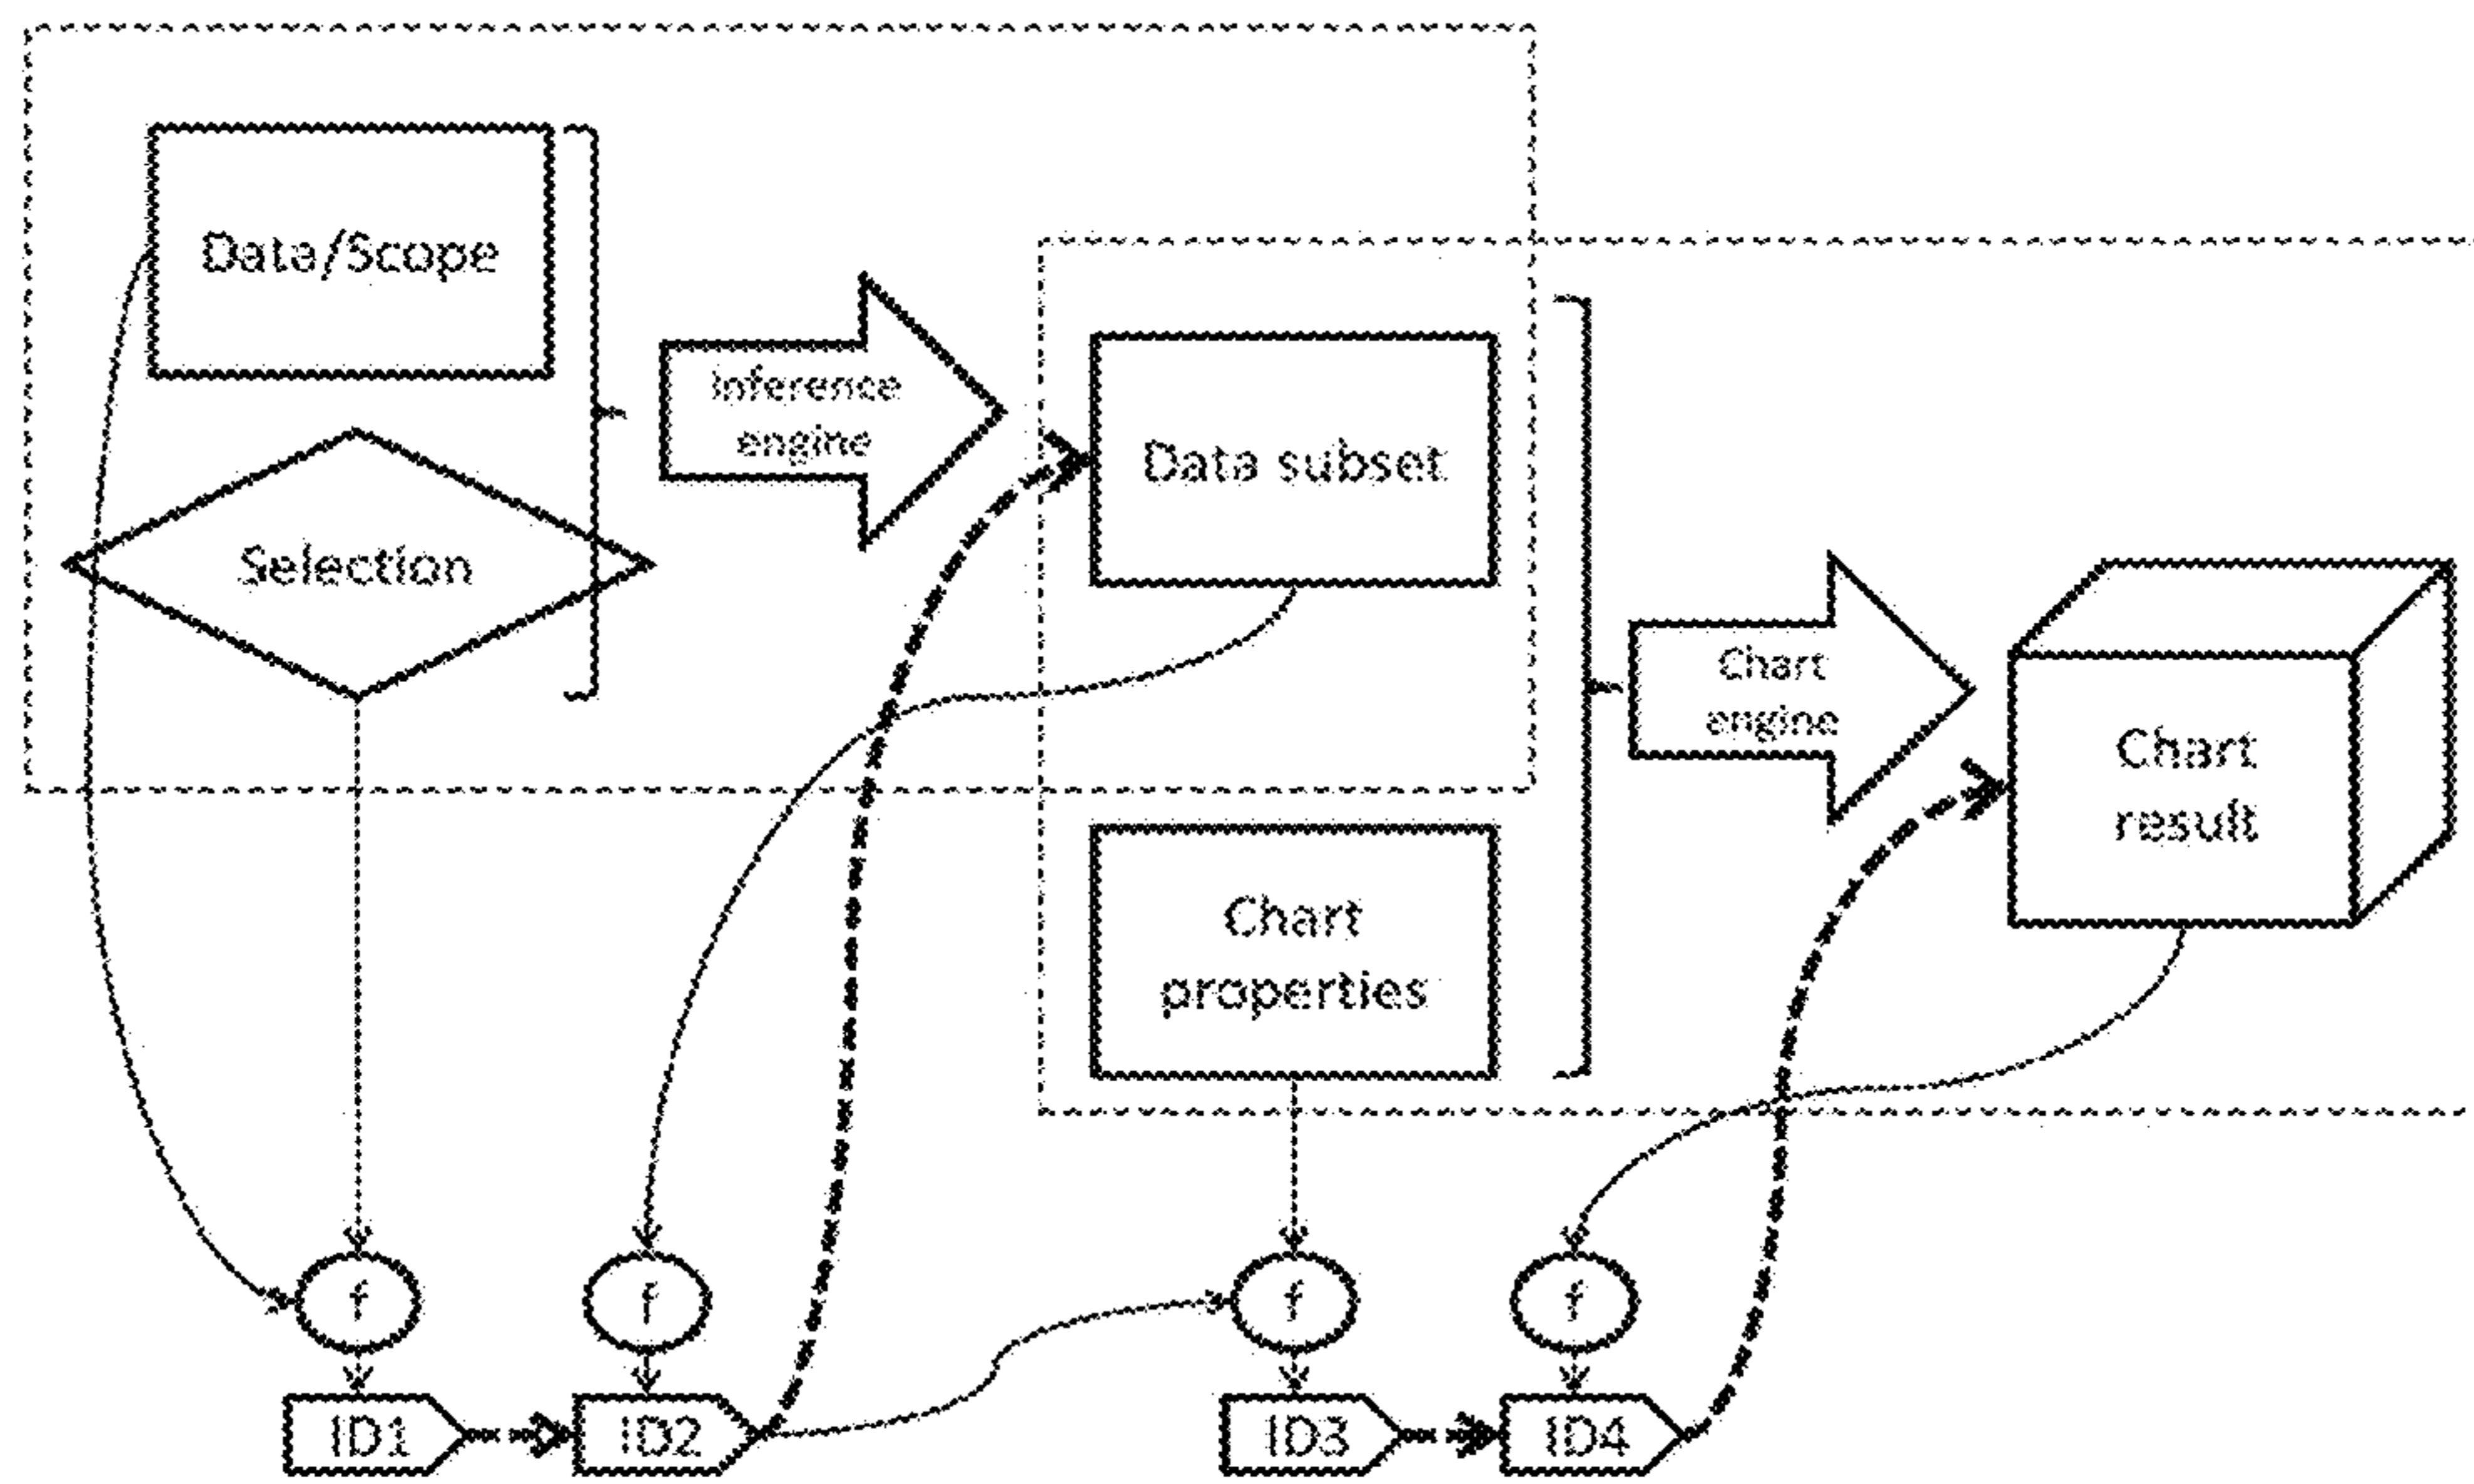 Data/Scope
Inference
engine
Data subset
Selection
Chart
engine
Chart
result
Chart
properties
f
f
f
f
ID1
ID2
ID3
ID4